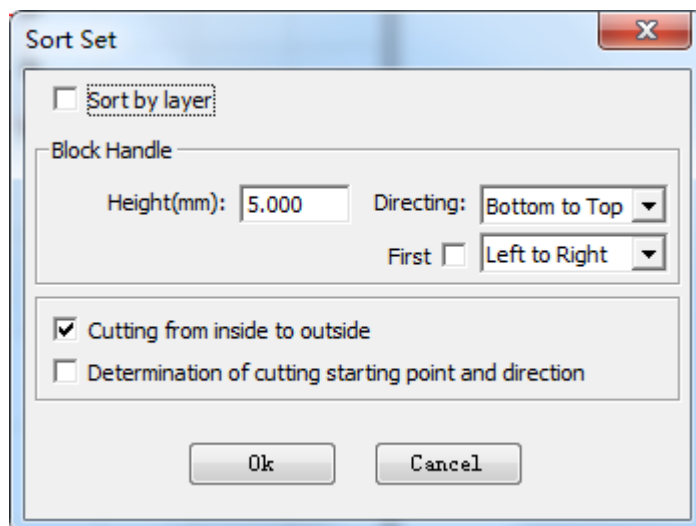 Sort Set
Sort by layer
Block Handle
Height(mm): 5.000 Directing: Bottom to Top
First Left to Right
Cutting from inside to outside
Determination of cutting starting point and direction
Ok Cancel